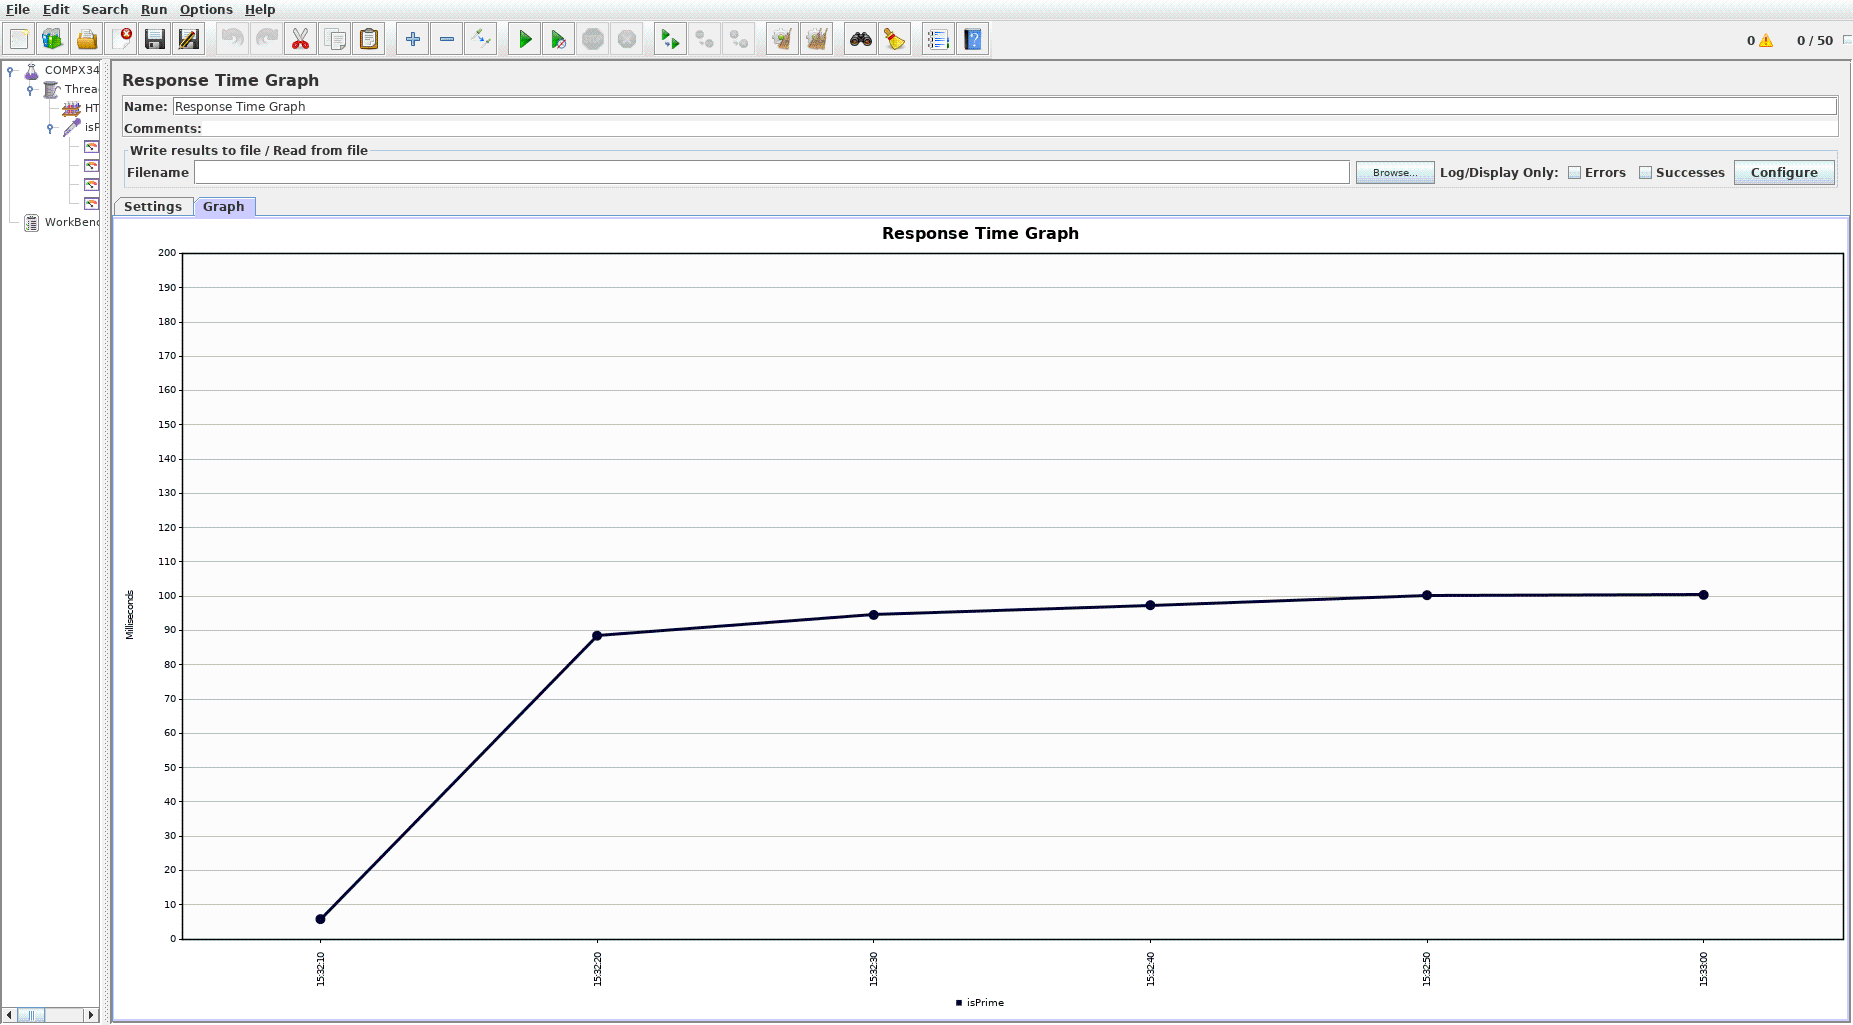 File Edit Search Run Options Help
0 0 / 50
COMPX34
Threa
HT
isP
WorkBenc
Response Time Graph
Name: Response Time Graph
Comments:
Write results to file / Read from file
Filename Browse... Log/Display Only: Errors Successes Configure
Settings Graph
Response Time Graph
200
190
180
170
160
150
140
130
120
110
100
90
80
70
60
50
40
30
20
10
0
Milliseconds
15:32:10 15:32:20 15:32:30 15:32:40 15:32:50 15:33:00
isPrime